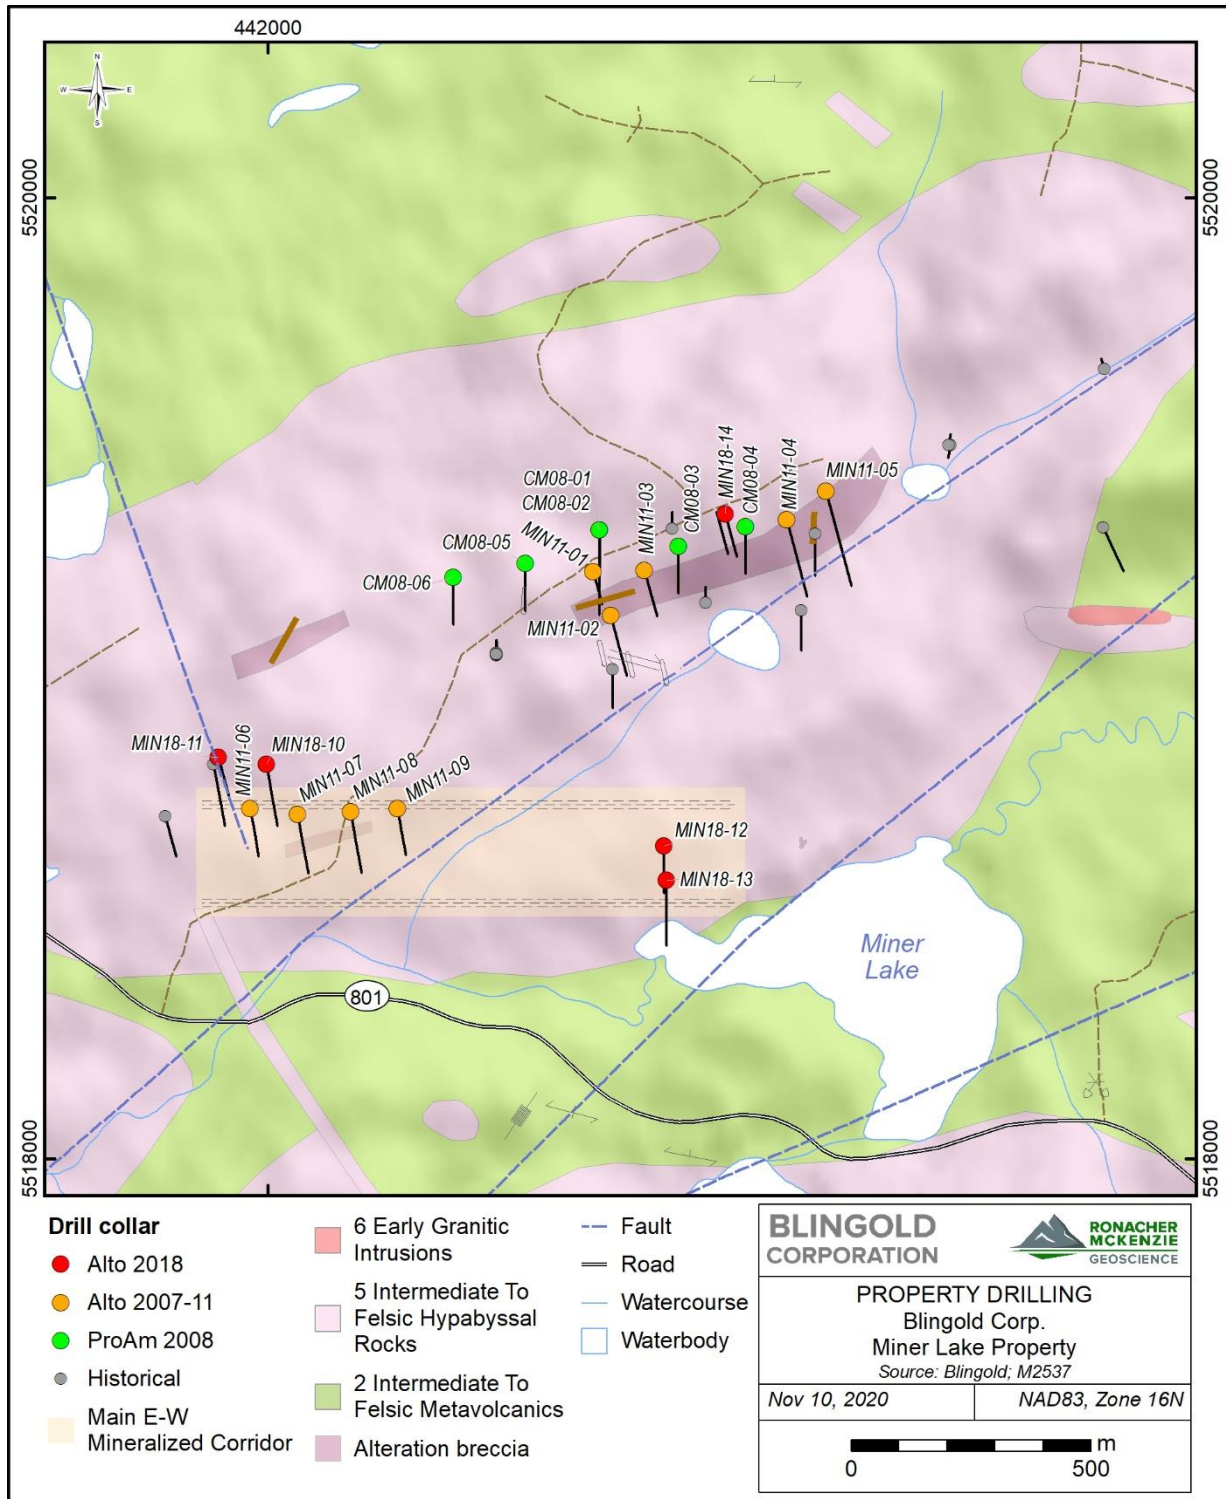 442000
N
W
E
S
5520000
5520000
CM08-01
CM08-02
CM08-05
CM08-06
MIN11-01
MIN11-02
MIN11-03
CM08-03
MIN18-14
CM08-04
MIN11-04
MIN11-05
MIN18-11
MIN11-06
MIN18-10
MIN11-07
MIN11-08
MIN11-09
MIN18-12
MIN18-13
Miner
Lake
801
5518000
5518000
Drill collar
Alto 2018
Alto 2007-11
ProAm 2008
Historical
Main E-W
Mineralized Corridor
6 Early Granitic
Intrusions
5 Intermediate To
Felsic Hypabyssal
Rocks
2 Intermediate To
Felsic Metavolcanics
Alteration breccia
Fault
Road
Watercourse
Waterbody
BLINGOLD
CORPORATION
RONACHER
MCKENZIE
GEOSCIENCE
PROPERTY DRILLING
Blingold Corp.
Miner Lake Property
Source: Blingold; M2537
Nov 10, 2020
NAD83, Zone 16N
m
0
500